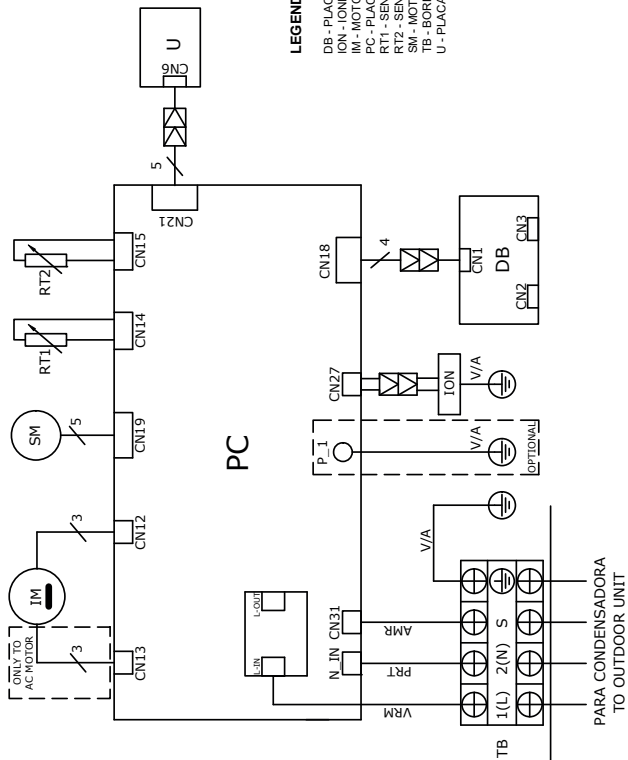 U
CN6
5
CN21
RT2
CN15
RT1
CN14
SM
5
CN19
3
CN12
IM
ONLY TO
AC MOTOR
3
CN13
PC
CN18
4
CN1
DB
CN2
CN3
CN27
ION
V/A
P_1
V/A
OPTIONAL
L-OUT
L-IN
CN31
N_IN
AMR
PRT
VRM
V/A
TB
1(L)
2(N)
S
PARA CONDENSADORA
TO OUTDOOR UNIT
DB - PLAC
ION - IONI
IM - MOTO
PC - PLAC
RT1 - SEN
RT2 - SEN
SM - MOT
TB - BORN
U - PLACA